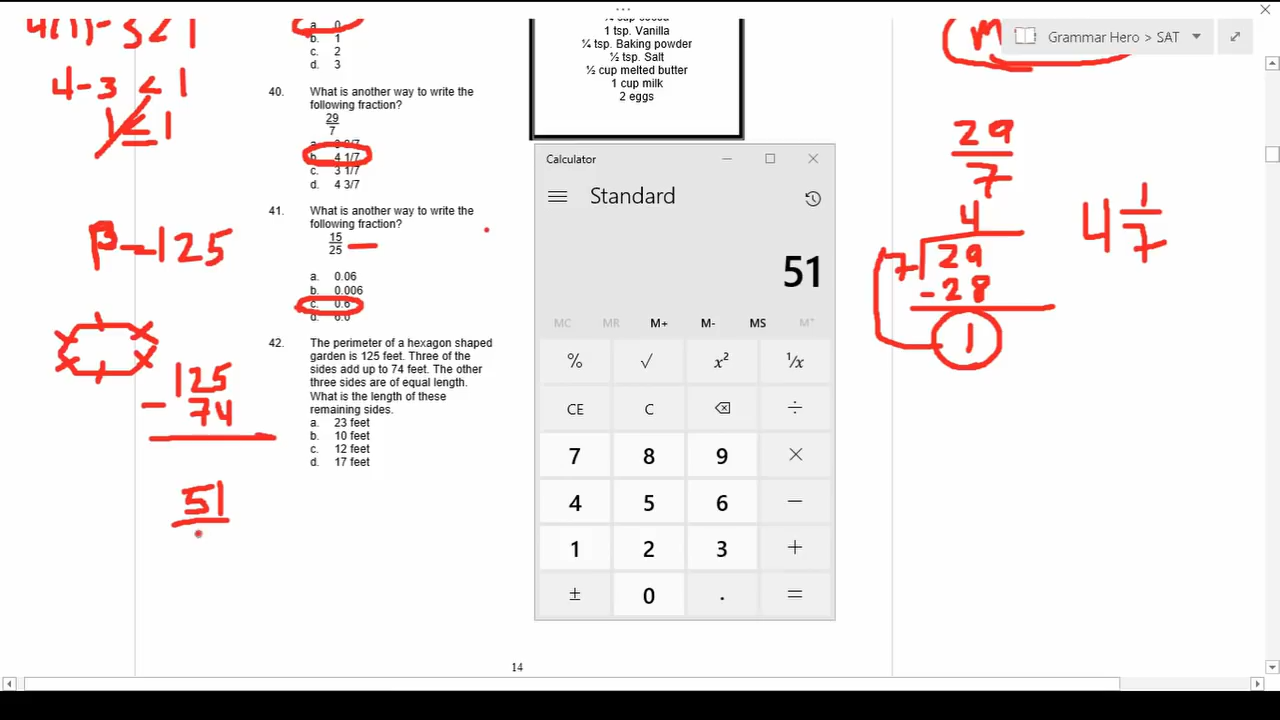 4(1)-3<1
4-3<1
1≤1
P=125
125
- 74
51
a. 0
b. 1
c. 2
d. 3
40. What is another way to write the
following fraction?
29
7
b. 4 1/7
c. 3 1/7
d. 4 3/7
41. What is another way to write the
following fraction?
15
25
a. 0.06
b. 0.006
c. 0.6
d. 6.0
42. The perimeter of a hexagon shaped
garden is 125 feet. Three of the
sides add up to 74 feet. The other
three sides are of equal length.
What is the length of these
remaining sides.
a. 23 feet
b. 10 feet
c. 12 feet
d. 17 feet
1 tsp. Vanilla
¼ tsp. Baking powder
½ tsp. Salt
½ cup melted butter
1 cup milk
2 eggs
Calculator
Standard
51
MC MR M+ M- MS M˅
% √ x² ¹/x
CE C ÷
7 8 9 ×
4 5 6 −
1 2 3 +
± 0 . =
14
Grammar Hero > SAT
29
7
4
7 29
-28
1
4 1/7